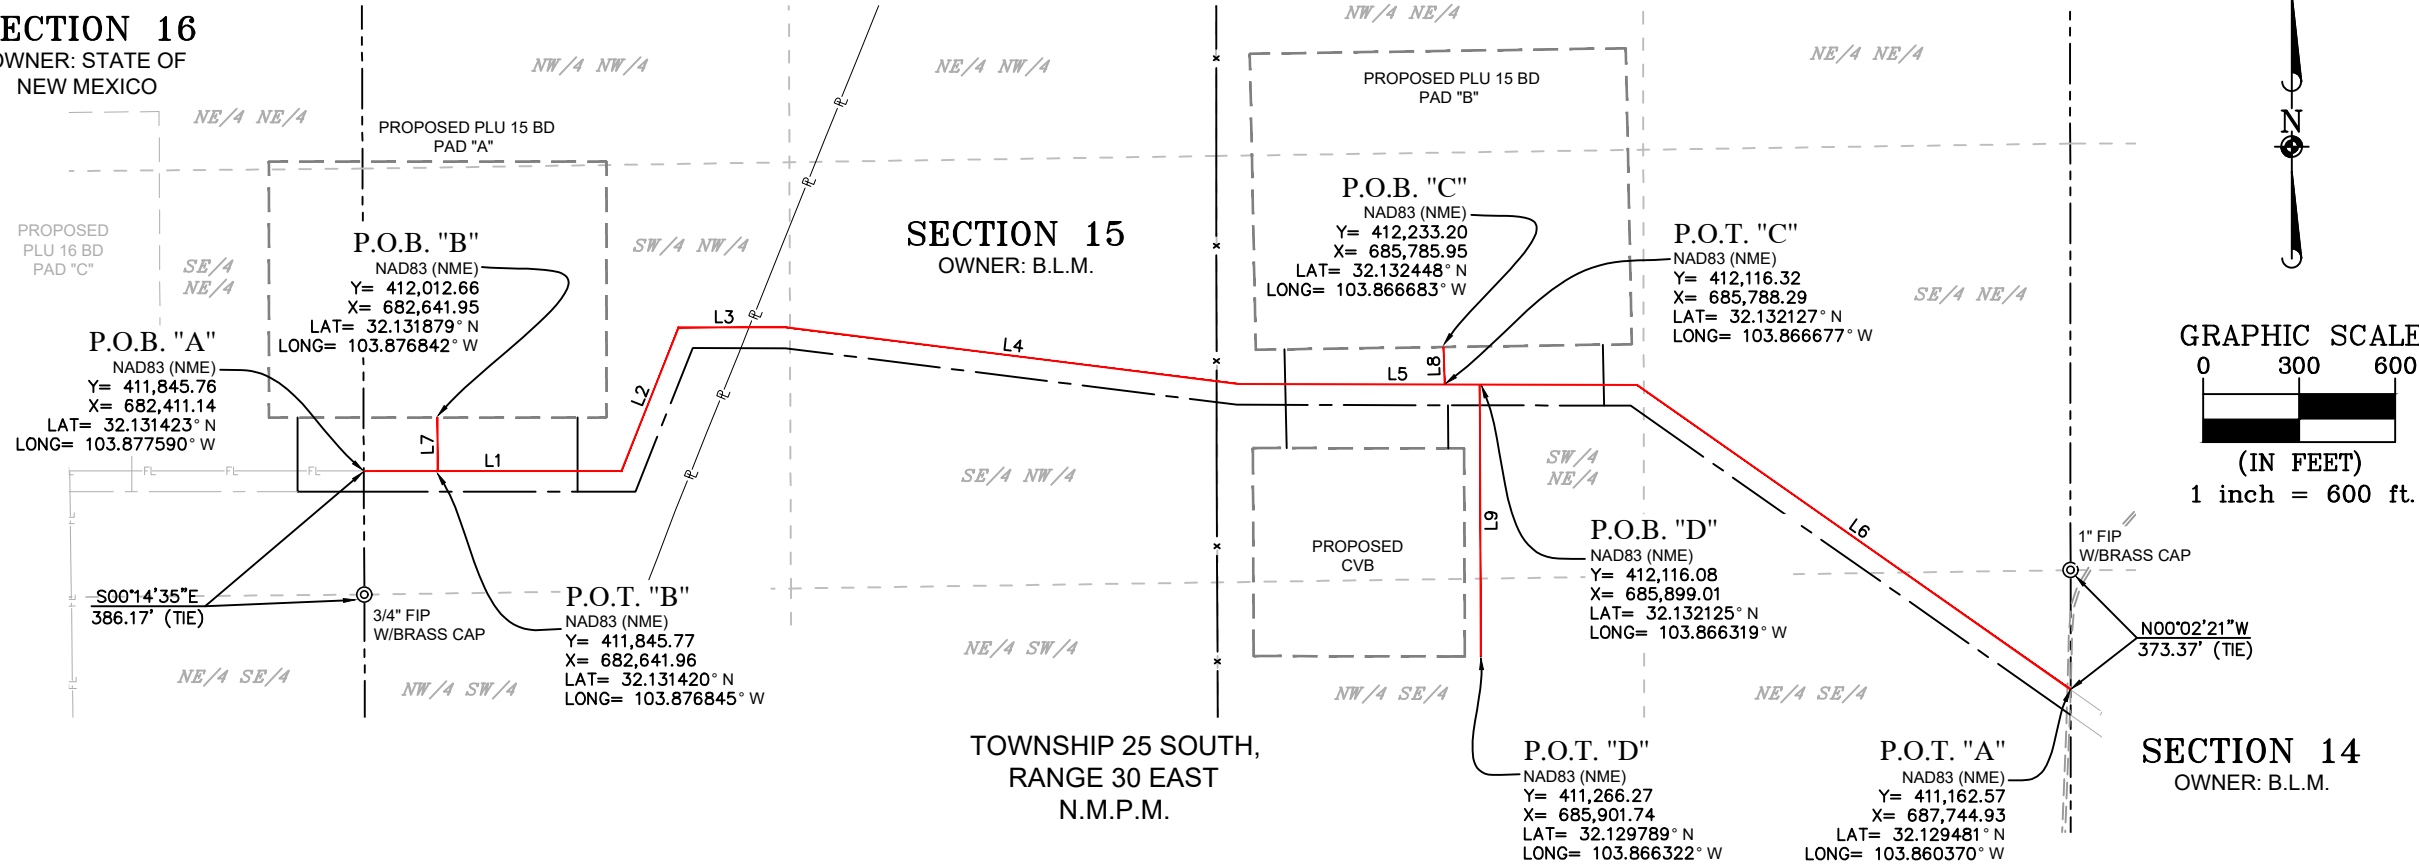 ECTION 16
OWNER: STATE OF
NEW MEXICO
NW/4 NW/4
NE/4 NW/4
NW/4 NE/4
NE/4 NE/4
NE/4 NE/4
PROPOSED PLU 15 BD
PAD "A"
PROPOSED PLU 15 BD
PAD "B"
N
PROPOSED
PLU 16 BD
PAD "C"
SE/4
NE/4
P.O.B. "B"
NAD83 (NME)
Y= 412,012.66
X= 682,641.95
LAT= 32.131879° N
LONG= 103.876842° W
SW/4 NW/4
SECTION 15
OWNER: B.L.M.
P.O.B. "C"
NAD83 (NME)
Y= 412,233.20
X= 685,785.95
LAT= 32.132448° N
LONG= 103.866683° W
P.O.T. "C"
NAD83 (NME)
Y= 412,116.32
X= 685,788.29
LAT= 32.132127° N
LONG= 103.866677° W
SE/4 NE/4
GRAPHIC SCALE
0 300 600
(IN FEET)
1 inch = 600 ft.
P.O.B. "A"
NAD83 (NME)
Y= 411,845.76
X= 682,411.14
LAT= 32.131423° N
LONG= 103.877590° W
L1
L2
L3
L4
L5
L6
L7
L8
L9
PL
PL
PL
PL
PL
FL
FL
FL
FL
FL
FL
SE/4 NW/4
SW/4
NE/4
PROPOSED
CVB
P.O.B. "D"
NAD83 (NME)
Y= 412,116.08
X= 685,899.01
LAT= 32.132125° N
LONG= 103.866319° W
1" FIP
W/BRASS CAP
S00°14'35"E
386.17' (TIE)
3/4" FIP
W/BRASS CAP
P.O.T. "B"
NAD83 (NME)
Y= 411,845.77
X= 682,641.96
LAT= 32.131420° N
LONG= 103.876845° W
N00°02'21"W
373.37' (TIE)
NE/4 SE/4
NW/4 SW/4
NE/4 SW/4
NW/4 SE/4
NE/4 SE/4
TOWNSHIP 25 SOUTH,
RANGE 30 EAST
N.M.P.M.
P.O.T. "D"
NAD83 (NME)
Y= 411,266.27
X= 685,901.74
LAT= 32.129789° N
LONG= 103.866322° W
P.O.T. "A"
NAD83 (NME)
Y= 411,162.57
X= 687,744.93
LAT= 32.129481° N
LONG= 103.860370° W
SECTION 14
OWNER: B.L.M.